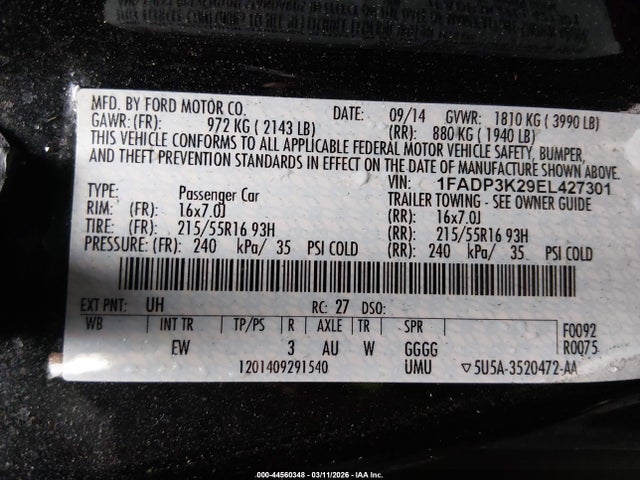 MFD. BY FORD MOTOR CO. DATE: 09/14 GVWR: 1810 KG ( 3990 LB)
GAWR: (FR): 972 KG ( 2143 LB) (RR): 880 KG ( 1940 LB)
THIS VEHICLE CONFORMS TO ALL APPLICABLE FEDERAL MOTOR VEHICLE SAFETY, BUMPER,
AND THEFT PREVENTION STANDARDS IN EFFECT ON THE DATE OF MANUFACTURE SHOWN ABOVE.
VIN: 1FADP3K29EL427301
TYPE: Passenger Car TRAILER TOWING - SEE OWNER GUIDE
RIM: (FR): 16x7.0J (RR): 16x7.0J
TIRE: (FR): 215/55R16 93H (RR): 215/55R16 93H
PRESSURE: (FR): 240 kPa/ 35 PSI COLD (RR): 240 kPa/ 35 PSI COLD
EXT PNT: UH RC: 27 DSO:
WB INT TR TP/PS R AXLE TR SPR F0092
EW 3 AU W GGGG R0075
1201409291540 UMU ▽5U5A-3520472-AA
.000-44560348 - 03/11/2026 - IAA Inc.